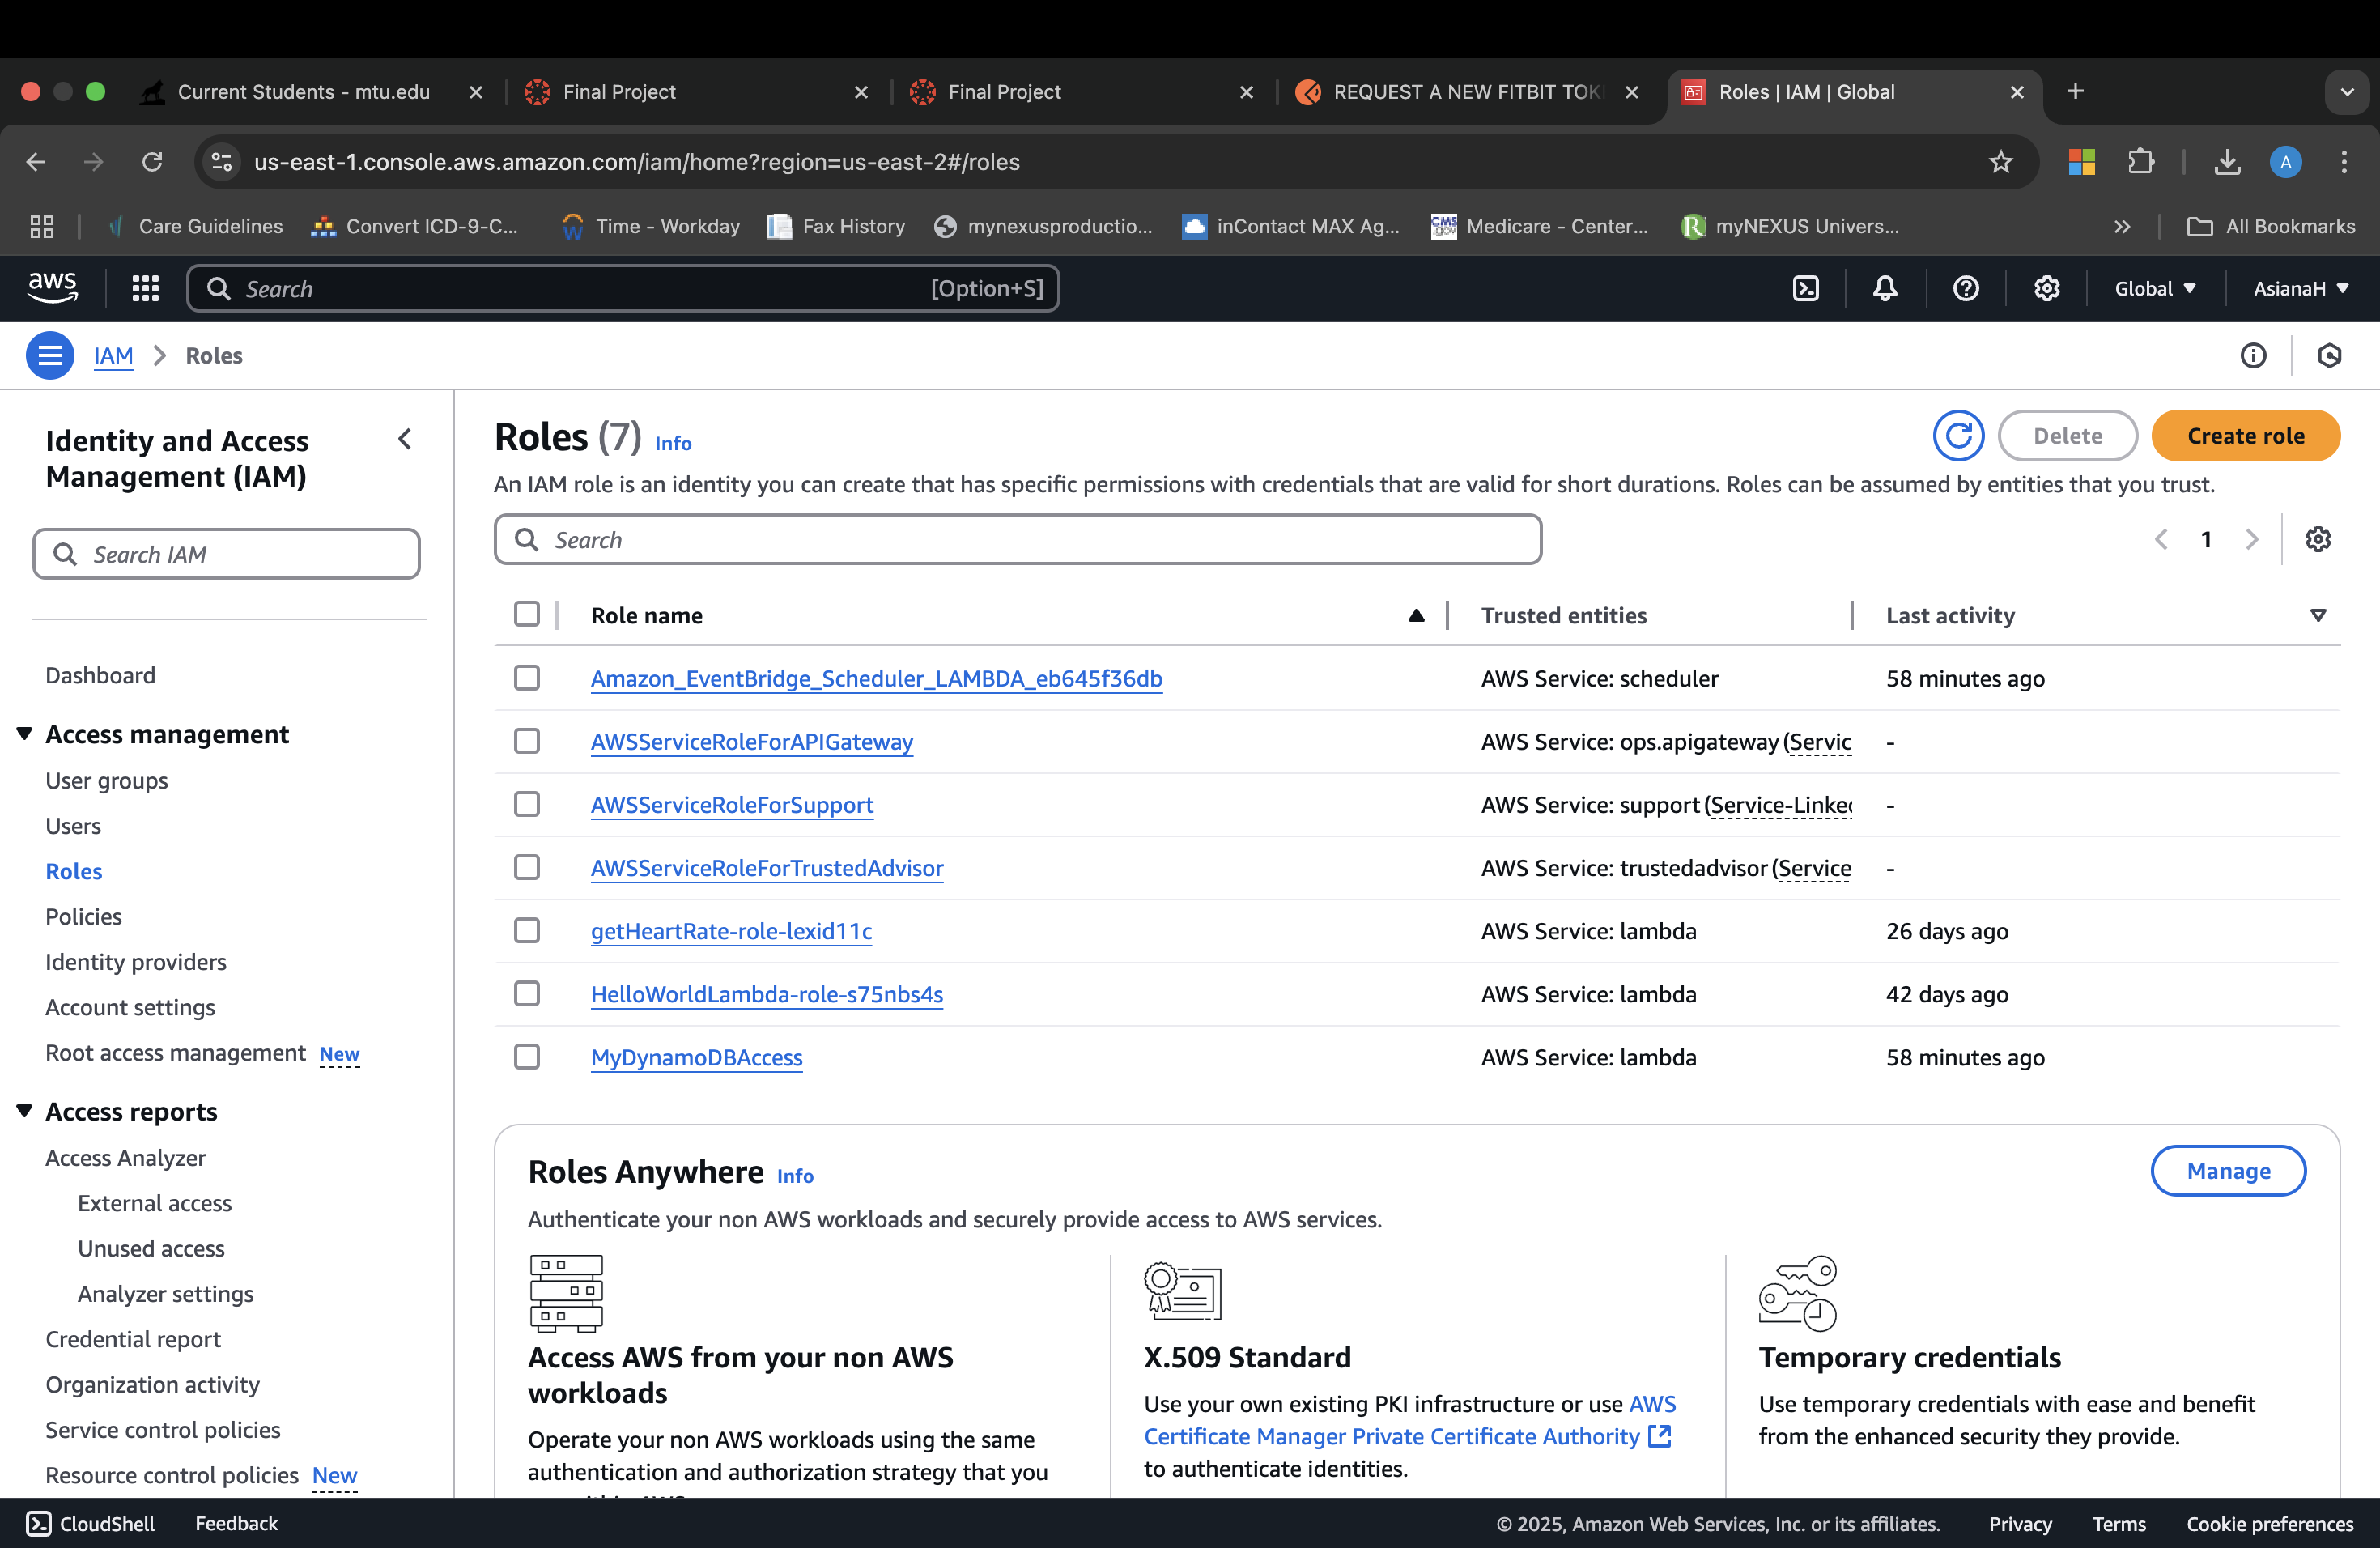 Current Students - mtu.edu
Final Project
Final Project
REQUEST A NEW FITBIT TOK
Roles | IAM | Global
us-east-1.console.aws.amazon.com/iam/home?region=us-east-2#/roles
A
Care Guidelines
Convert ICD-9-C...
Time - Workday
Fax History
mynexusproductio...
inContact MAX Ag...
CMS.gov
Medicare - Center...
myNEXUS Univers...
All Bookmarks
aws
Search
[Option+S]
Global
AsianaH
IAM > Roles
Identity and Access
Management (IAM)
Search IAM
Dashboard
Access management
User groups
Users
Roles
Policies
Identity providers
Account settings
Root access management New
Access reports
Access Analyzer
External access
Unused access
Analyzer settings
Credential report
Organization activity
Service control policies
Resource control policies New
Roles (7) Info
Delete
Create role
An IAM role is an identity you can create that has specific permissions with credentials that are valid for short durations. Roles can be assumed by entities that you trust.
Search
1
Role name Trusted entities Last activity
Amazon_EventBridge_Scheduler_LAMBDA_eb645f36db AWS Service: scheduler 58 minutes ago
AWSServiceRoleForAPIGateway AWS Service: ops.apigateway (Servic -
AWSServiceRoleForSupport AWS Service: support (Service-Linked -
AWSServiceRoleForTrustedAdvisor AWS Service: trustedadvisor (Service -
getHeartRate-role-lexid11c AWS Service: lambda 26 days ago
HelloWorldLambda-role-s75nbs4s AWS Service: lambda 42 days ago
MyDynamoDBAccess AWS Service: lambda 58 minutes ago
Roles Anywhere Info
Manage
Authenticate your non AWS workloads and securely provide access to AWS services.
Access AWS from your non AWS
workloads
Operate your non AWS workloads using the same
authentication and authorization strategy that you
X.509 Standard
Use your own existing PKI infrastructure or use AWS
Certificate Manager Private Certificate Authority
to authenticate identities.
Temporary credentials
Use temporary credentials with ease and benefit
from the enhanced security they provide.
CloudShell
Feedback
© 2025, Amazon Web Services, Inc. or its affiliates.
Privacy
Terms
Cookie preferences